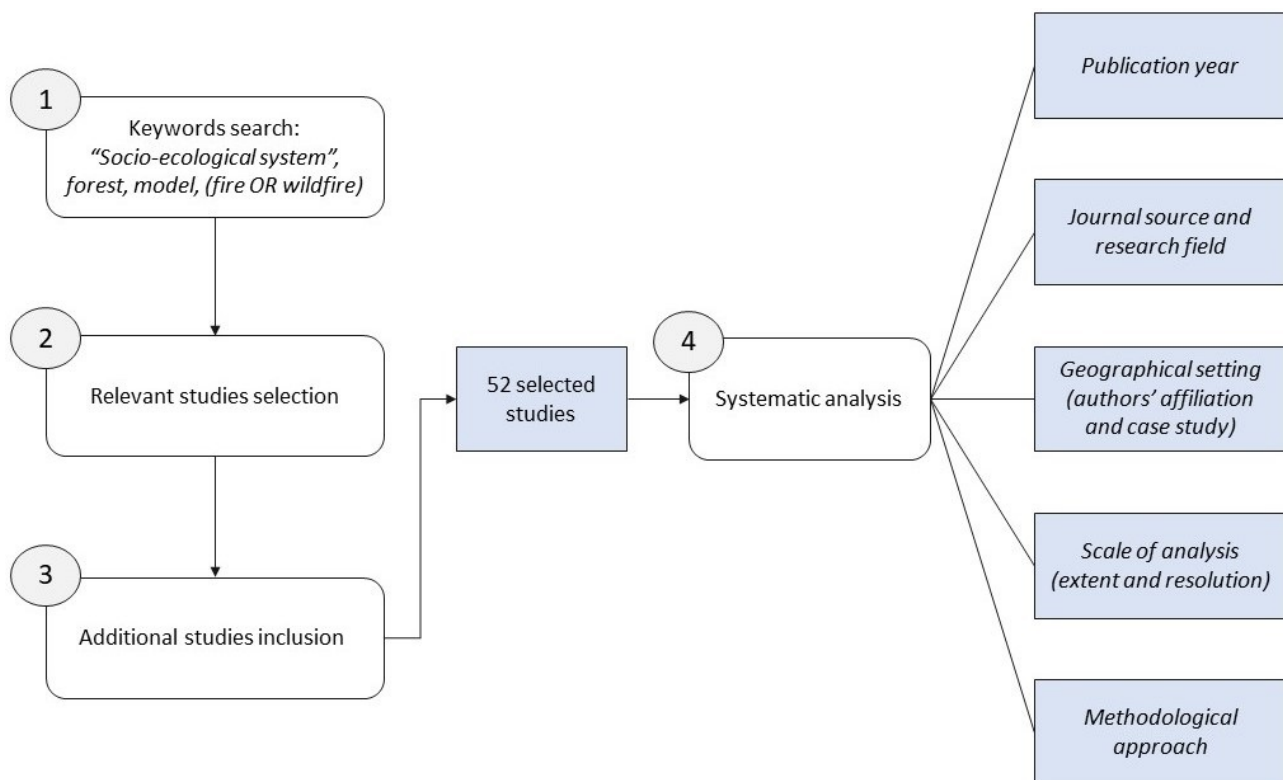 1
Keywords search:
“Socio-ecological system”,
forest, model, (fire OR wildfire)
2
Relevant studies selection
3
Additional studies inclusion
52 selected
studies
4
Systematic analysis
Publication year
Journal source and
research field
Geographical setting
(authors’ affiliation
and case study)
Scale of analysis
(extent and resolution)
Methodological
approach